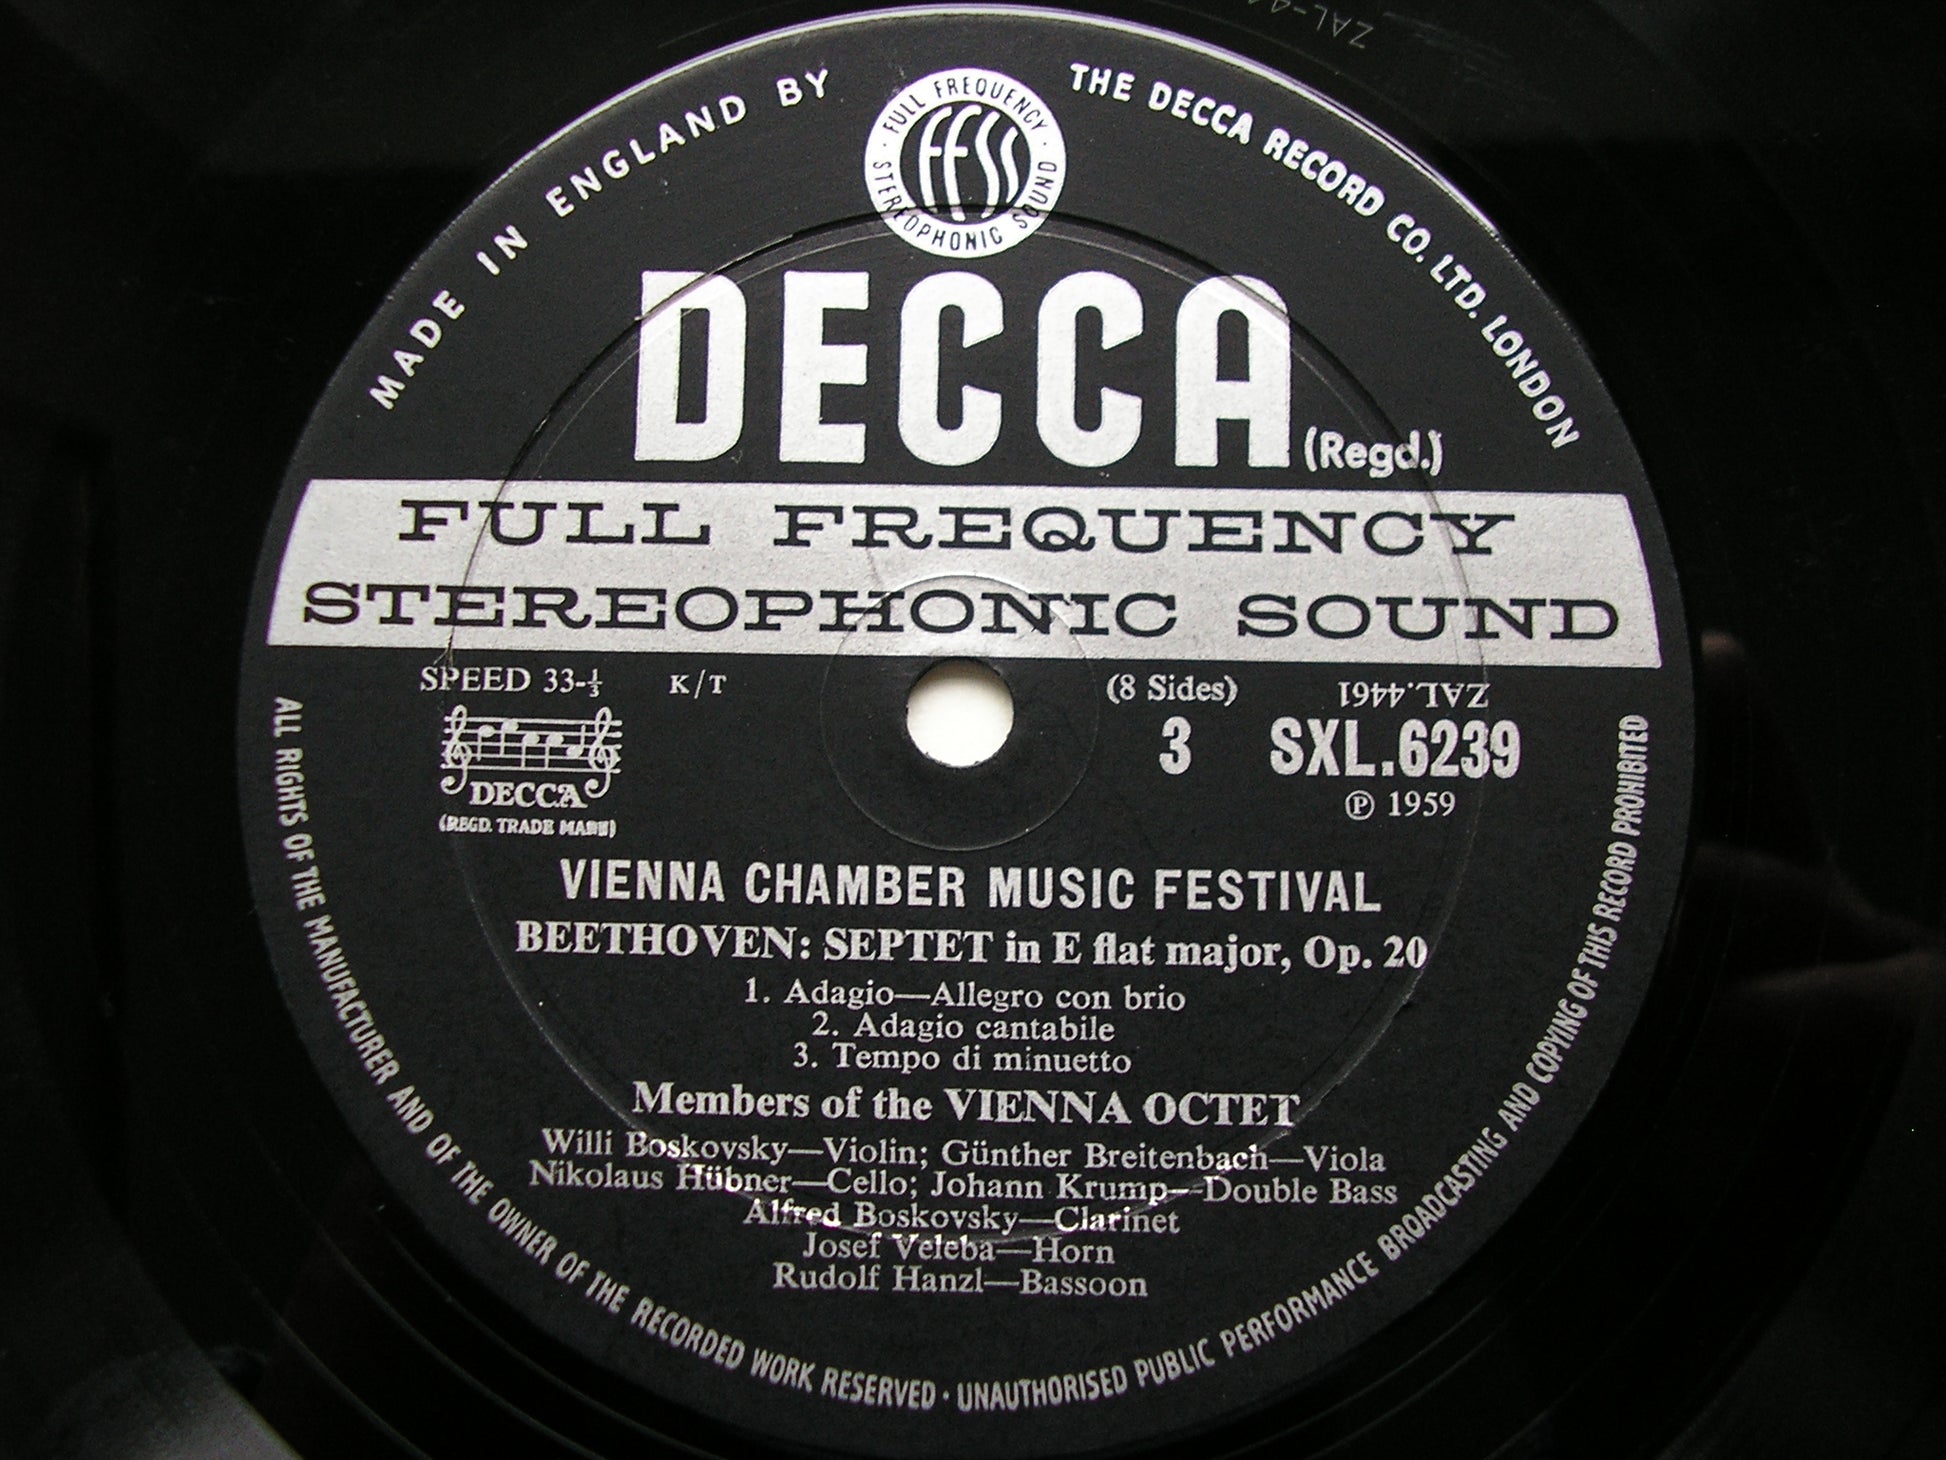 ZAL-44
MADE IN ENGLAND BY
THE DECCA RECORD CO. LTD. LONDON
· FULL FREQUENCY ·
FFSS
STEREOPHONIC SOUND
DECCA (Regd.)
FULL FREQUENCY
STEREOPHONIC SOUND
SPEED 33-⅓ K/T
(8 Sides) ZAL.4461
3 SXL.6239
℗ 1959
DECCA
(REGD. TRADE MARK)
VIENNA CHAMBER MUSIC FESTIVAL
BEETHOVEN: SEPTET in E flat major, Op. 20
1. Adagio—Allegro con brio
2. Adagio cantabile
3. Tempo di minuetto
Members of the VIENNA OCTET
Willi Boskovsky—Violin; Günther Breitenbach—Viola
Nikolaus Hübner—Cello; Johann Krump—Double Bass
Alfred Boskovsky—Clarinet
Josef Veleba—Horn
Rudolf Hanzl—Bassoon
ALL RIGHTS OF THE MANUFACTURER AND OF THE OWNER OF THE RECORDED WORK RESERVED · UNAUTHORISED PUBLIC PERFORMANCE BROADCASTING AND COPYING OF THIS RECORD PROHIBITED